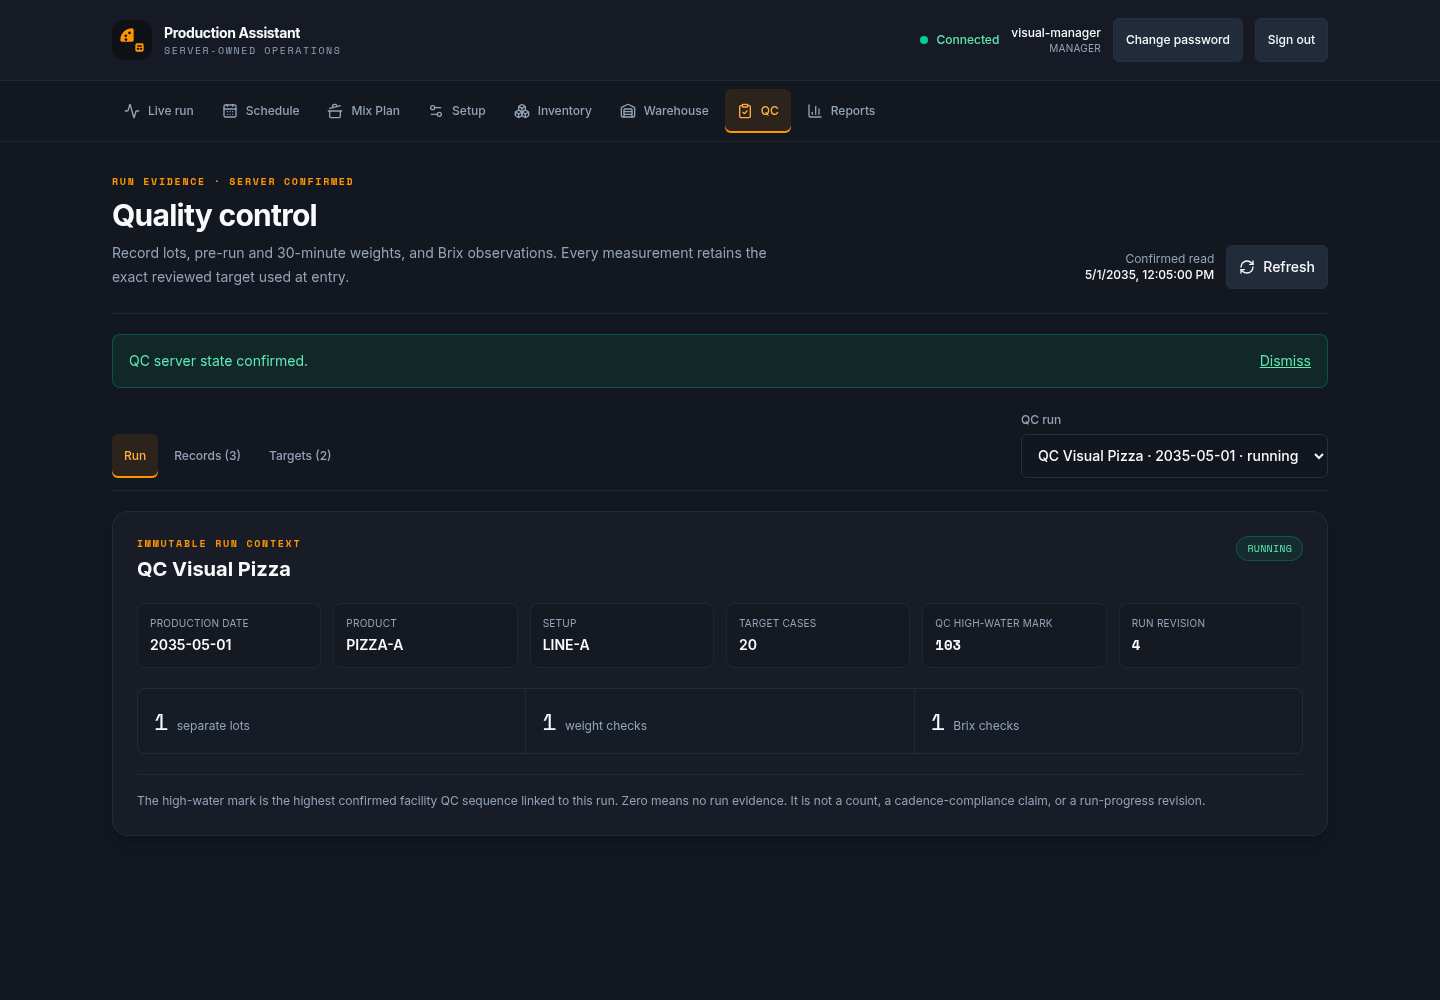 Production Assistant
SERVER-OWNED OPERATIONS
Connected
visual-manager
MANAGER
Change password
Sign out
Live run
Schedule
Mix Plan
Setup
Inventory
Warehouse
QC
Reports
RUN EVIDENCE · SERVER CONFIRMED
Quality control
Record lots, pre-run and 30-minute weights, and Brix observations. Every measurement retains the
exact reviewed target used at entry.
Confirmed read
5/1/2035, 12:05:00 PM
Refresh
QC server state confirmed.
Dismiss
QC run
Run
Records (3)
Targets (2)
QC Visual Pizza · 2035-05-01 · running
IMMUTABLE RUN CONTEXT
QC Visual Pizza
RUNNING
PRODUCTION DATE
2035-05-01
PRODUCT
PIZZA-A
SETUP
LINE-A
TARGET CASES
20
QC HIGH-WATER MARK
103
RUN REVISION
4
1 separate lots
1 weight checks
1 Brix checks
The high-water mark is the highest confirmed facility QC sequence linked to this run. Zero means no run evidence. It is not a count, a cadence-compliance claim, or a run-progress revision.